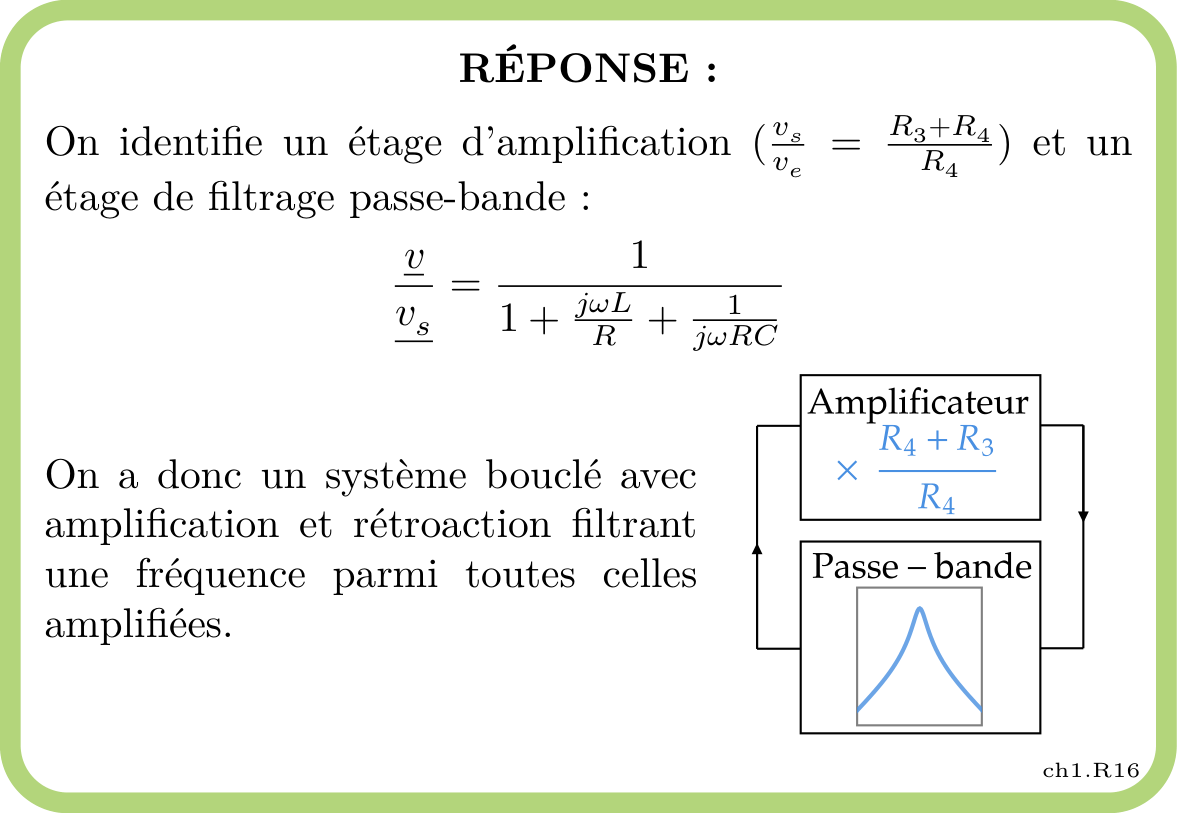 RÉPONSE :
On identifie un étage d'amplification ($\frac{v_s}{v_e} = \frac{R_3+R_4}{R_4}$) et un
étage de filtrage passe-bande :
$\frac{\underline{v}}{\underline{v_s}} = \frac{1}{1 + \frac{j\omega L}{R} + \frac{1}{j\omega RC}}$
On a donc un système bouclé avec
amplification et rétroaction filtrant
une fréquence parmi toutes celles
amplifiées.
Amplificateur
$\times \frac{R_4 + R_3}{R_4}$
Passe – bande
ch1.R16